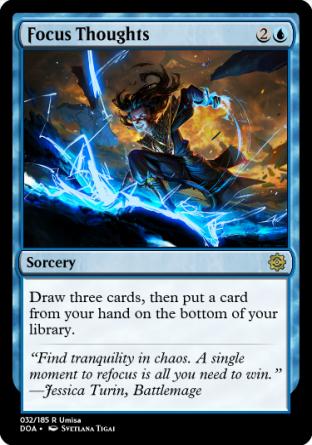 Focus Thoughts 2
Sorcery
Draw three cards, then put a card
from your hand on the bottom of your
library.
“Find tranquility in chaos. A single
moment to refocus is all you need to win.”
—Jessica Turin, Battlemage
032/185 R Umisa
DOA • Svetlana Tigai